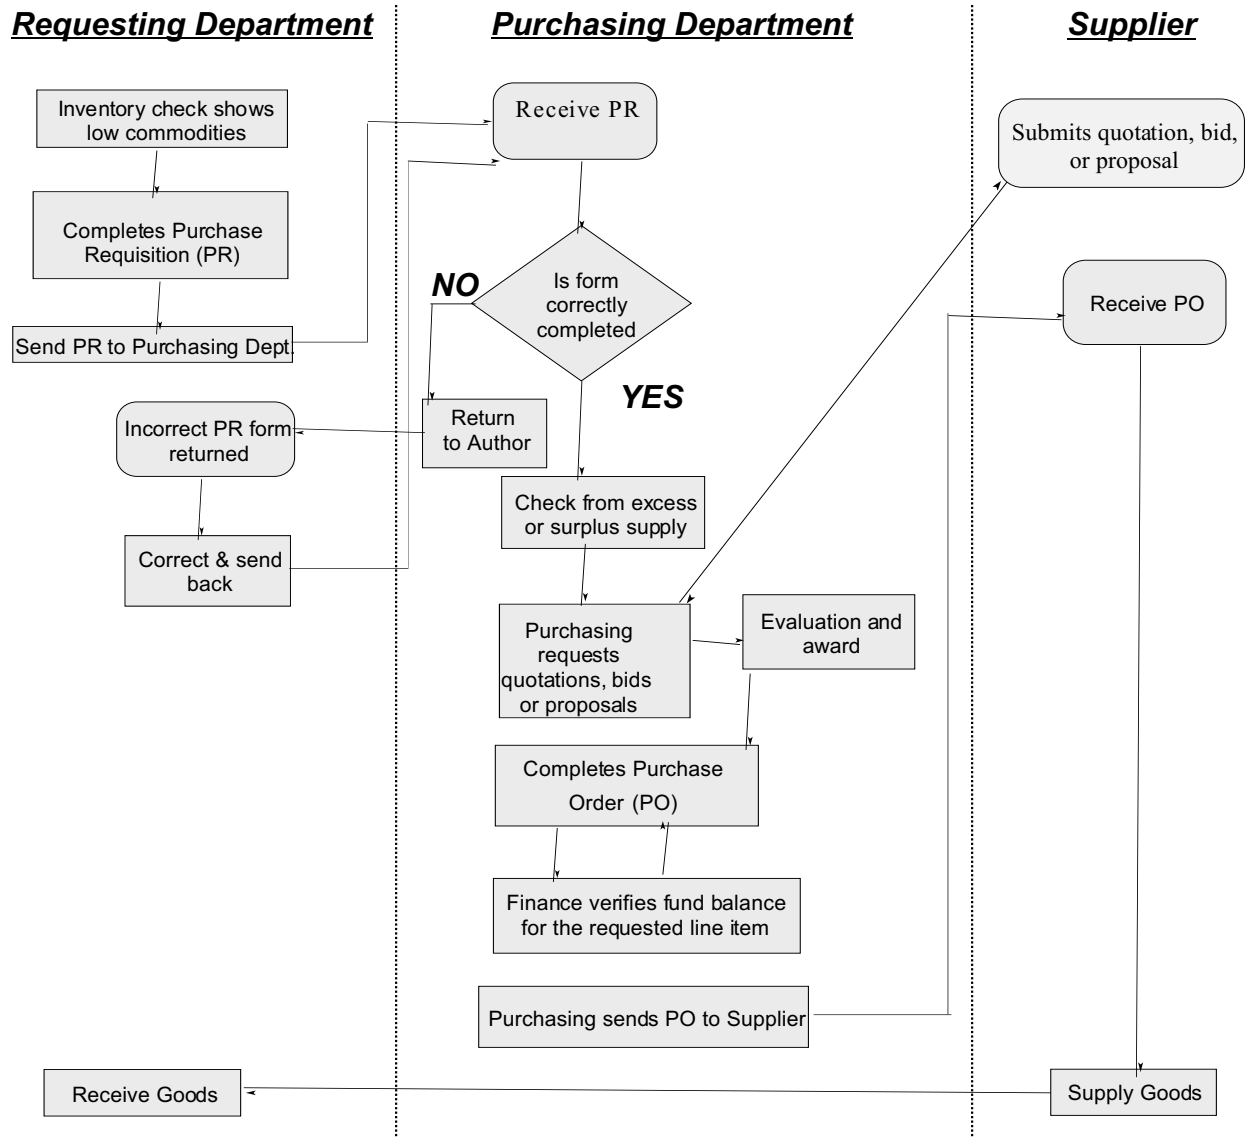 Requesting Department
Purchasing Department
Supplier
Inventory check shows
low commodities
Completes Purchase
Requisition (PR)
Send PR to Purchasing Dept.
Incorrect PR form
returned
Correct & send
back
Receive Goods
Receive PR
Is form
correctly
completed
NO
YES
Return
to Author
Check from excess
or surplus supply
Purchasing
requests
quotations, bids
or proposals
Evaluation and
award
Completes Purchase
Order (PO)
Finance verifies fund balance
for the requested line item
Purchasing sends PO to Supplier
Submits quotation, bid,
or proposal
Receive PO
Supply Goods